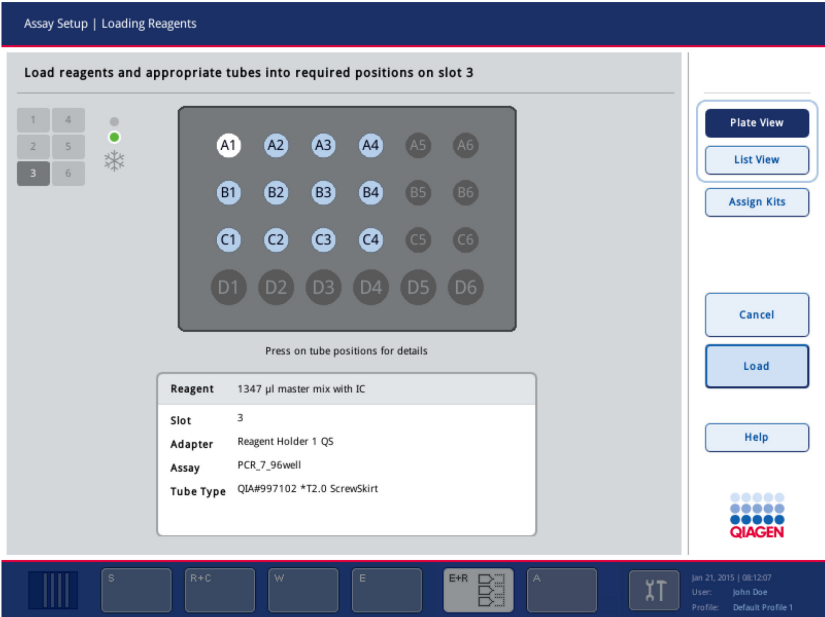 Assay Setup | Loading Reagents
Load reagents and appropriate tubes into required positions on slot 3
1 4
2 5
3 6
A1 A2 A3 A4 A5 A6
B1 B2 B3 B4 B5 B6
C1 C2 C3 C4 C5 C6
D1 D2 D3 D4 D5 D6
Press on tube positions for details
Reagent 1347 µl master mix with IC
Slot 3
Adapter Reagent Holder 1 QS
Assay PCR_7_96well
Tube Type QIA#997102 *T2.0 ScrewSkirt
Plate View
List View
Assign Kits
Cancel
Load
Help
QIAGEN
S R+C W E E+R A
Jan 21, 2015 | 08:12:07
User: John Doe
Profile: Default Profile 1